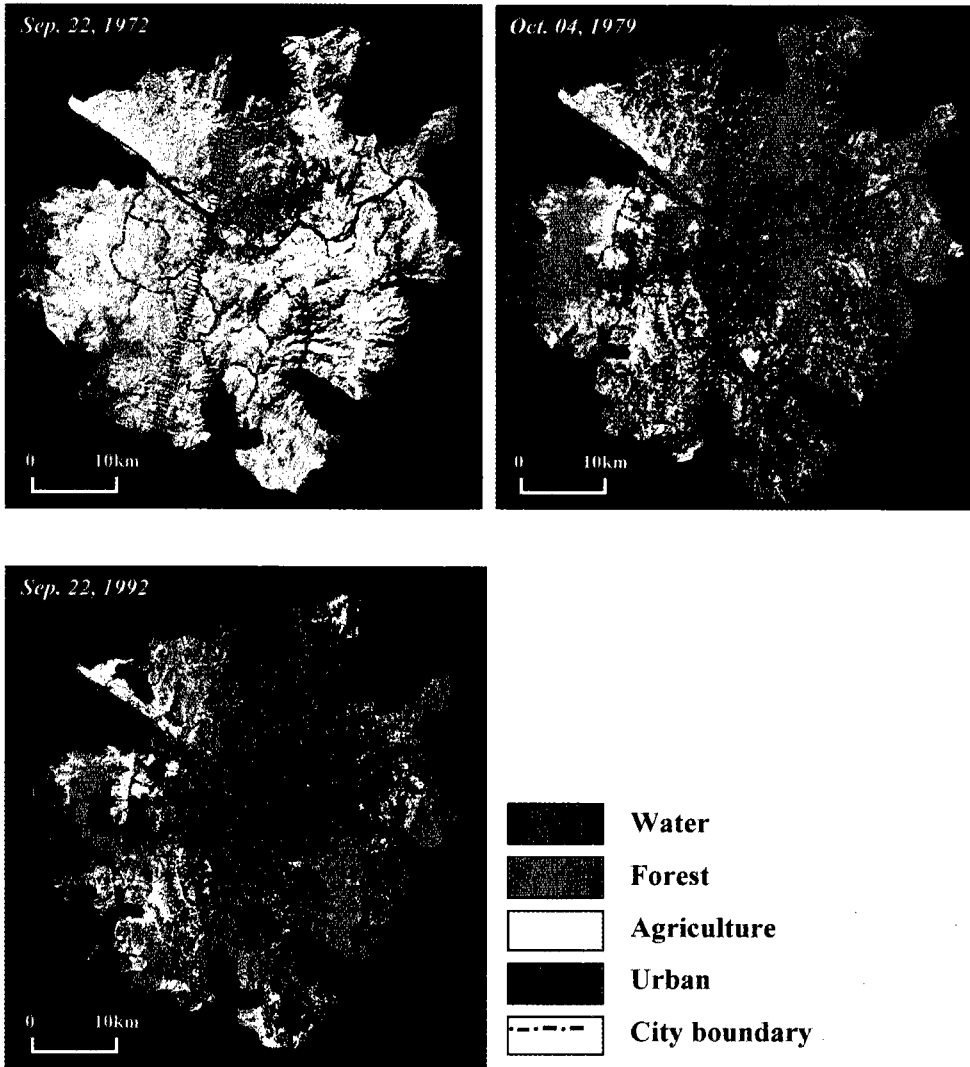 Sep. 22, 1972
Oct. 04, 1979
0 10km
0 10km
Sep. 22, 1992
0 10km
Water
Forest
Agriculture
Urban
City boundary